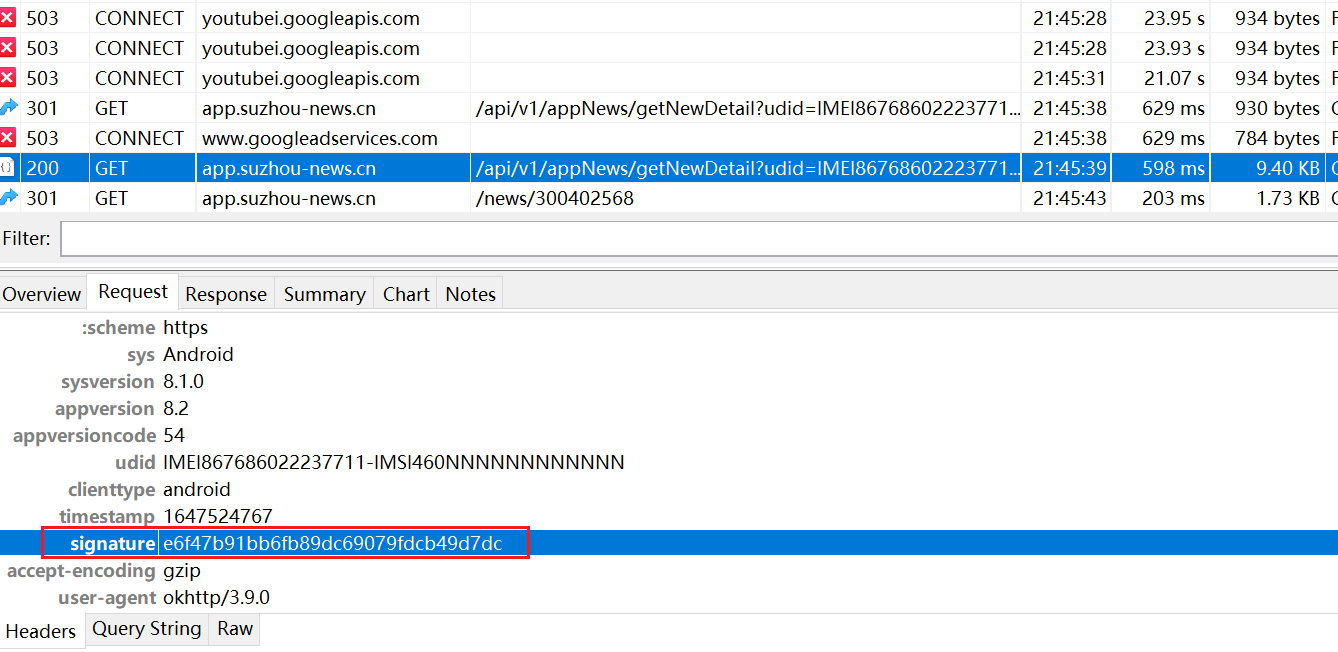 503 CONNECT youtubei.googleapis.com 21:45:28 23.95 s 934 bytes
503 CONNECT youtubei.googleapis.com 21:45:28 23.93 s 934 bytes
503 CONNECT youtubei.googleapis.com 21:45:31 21.07 s 934 bytes
301 GET app.suzhou-news.cn /api/v1/appNews/getNewDetail?udid=IMEI86768602223771... 21:45:38 629 ms 930 bytes
503 CONNECT www.googleadservices.com 21:45:38 629 ms 784 bytes
{} 200 GET app.suzhou-news.cn /api/v1/appNews/getNewDetail?udid=IMEI86768602223771... 21:45:39 598 ms 9.40 KB
301 GET app.suzhou-news.cn /news/300402568 21:45:43 203 ms 1.73 KB
Filter:
Overview Request Response Summary Chart Notes
:scheme https
sys Android
sysversion 8.1.0
appversion 8.2
appversioncode 54
udid IMEI867686022237711-IMSI460NNNNNNNNNNNN
clienttype android
timestamp 1647524767
signature e6f47b91bb6fb89dc69079fdcb49d7dc
accept-encoding gzip
user-agent okhttp/3.9.0
Headers Query String Raw